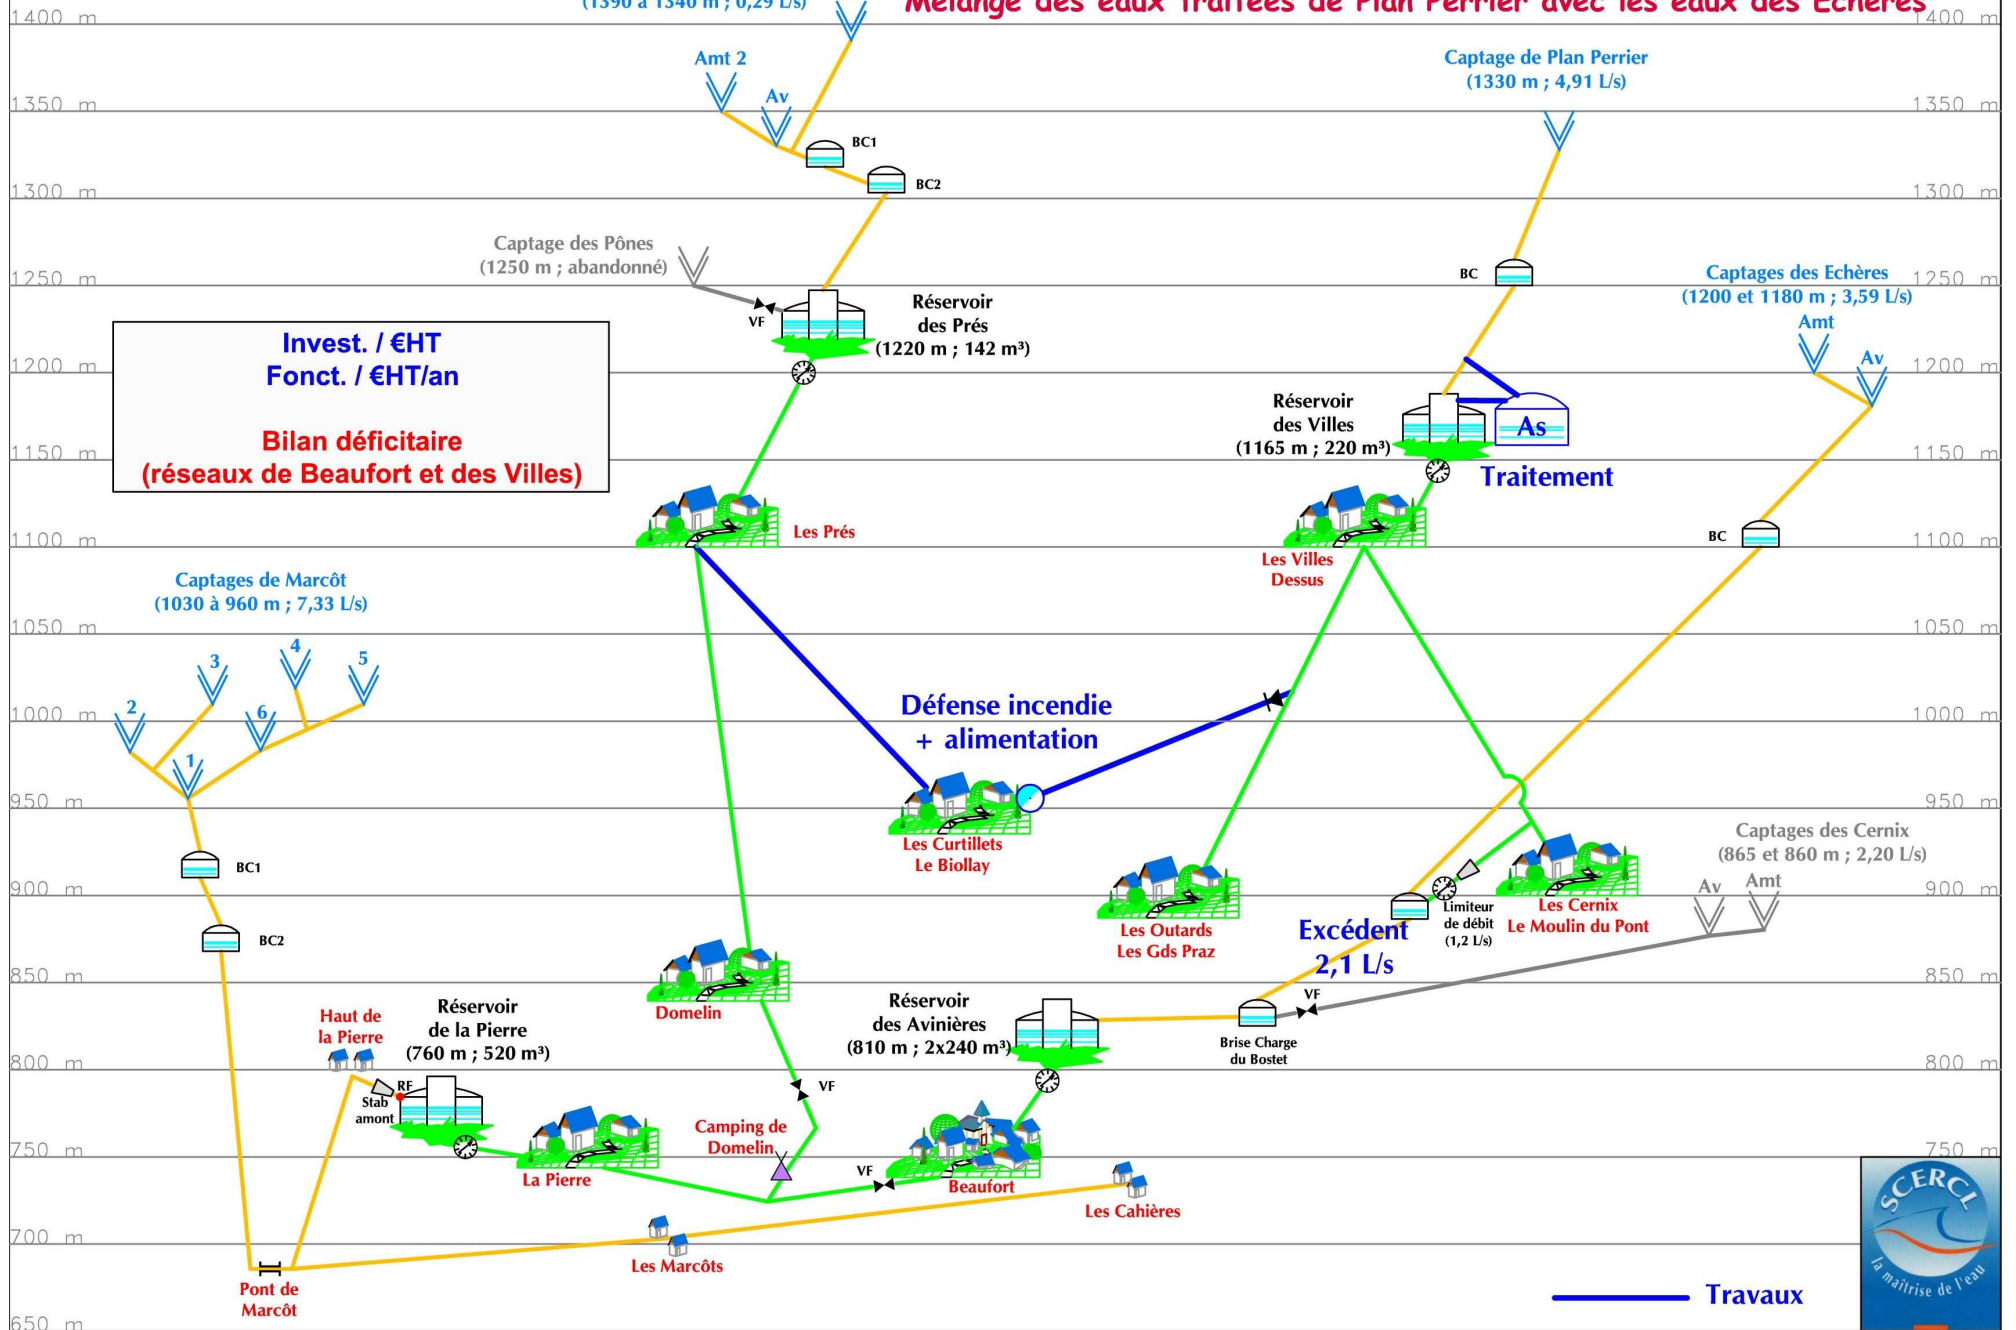 (1390 à 1340 m ; 0,29 L/s)
Mélange des eaux traitées de Plan Perrier avec les eaux des Echères
1400 m
1400 m
Amt 2
Av
Captage de Plan Perrier
(1330 m ; 4,91 L/s)
1350 m
1350 m
BC1
BC2
1300 m
1300 m
Captage des Pônes
(1250 m ; abandonné)
VF
BC
1250 m
1250 m
Captages des Echères
(1200 et 1180 m ; 3,59 L/s)
Amt
Av
Réservoir
des Prés
(1220 m ; 142 m³)
Invest. / €HT
Fonct. / €HT/an
Bilan déficitaire
(réseaux de Beaufort et des Villes)
1200 m
1200 m
Réservoir
des Villes
(1165 m ; 220 m³)
As
Traitement
1150 m
1150 m
Les Prés
BC
1100 m
1100 m
Les Villes
Dessus
Captages de Marcôt
(1030 à 960 m ; 7,33 L/s)
1050 m
1050 m
2
3
4
5
6
1
1000 m
1000 m
Défense incendie
+ alimentation
950 m
950 m
Les Curtillets
Le Biollay
Captages des Cernix
(865 et 860 m ; 2,20 L/s)
Av
Amt
BC1
900 m
900 m
BC2
Les Outards
Les Gds Praz
Limiteur
de débit
(1,2 L/s)
Les Cernix
Le Moulin du Pont
Excédent
2,1 L/s
850 m
850 m
Domelin
Haut de
la Pierre
Réservoir
de la Pierre
(760 m ; 520 m³)
Réservoir
des Avinières
(810 m ; 2x240 m³)
VF
Brise Charge
du Bostet
800 m
800 m
RF
Stab
amont
VF
Camping de
Domelin
750 m
750 m
La Pierre
VF
Beaufort
Les Cahières
700 m
Les Marcôts
Pont de
Marcôt
650 m
Travaux
SCERCL
la maîtrise de l'eau